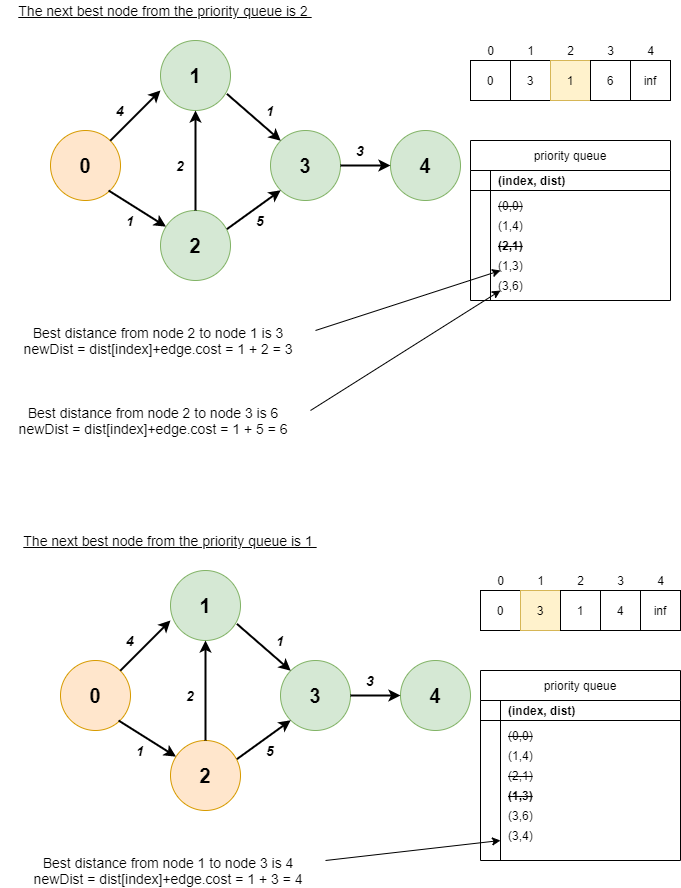 The next best node from the priority queue is 2
0 1 2 3 4
0 3 1 6 inf
1
4
1
0
2
3
3
4
1
5
2
priority queue
(index, dist)
(0,0)
(1,4)
(2,1)
(1,3)
(3,6)
Best distance from node 2 to node 1 is 3
newDist = dist[index]+edge.cost = 1 + 2 = 3
Best distance from node 2 to node 3 is 6
newDist = dist[index]+edge.cost = 1 + 5 = 6
The next best node from the priority queue is 1
0 1 2 3 4
0 3 1 4 inf
1
4
1
0
2
3
3
4
1
5
2
priority queue
(index, dist)
(0,0)
(1,4)
(2,1)
(1,3)
(3,6)
(3,4)
Best distance from node 1 to node 3 is 4
newDist = dist[index]+edge.cost = 1 + 3 = 4